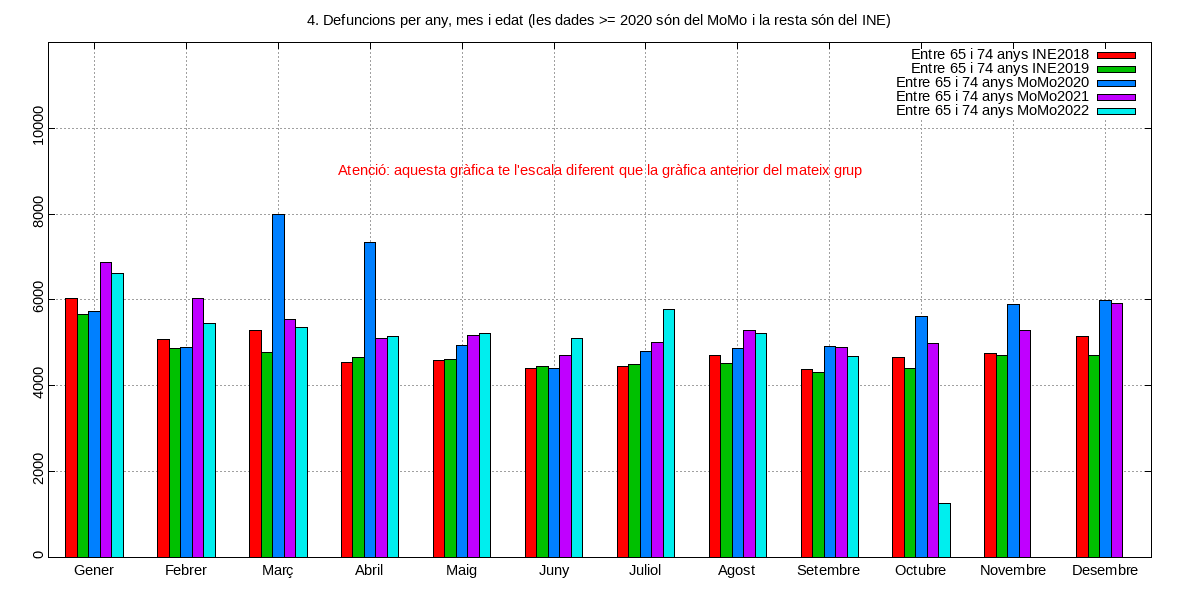 4. Defuncions per any, mes i edat (les dades >= 2020 són del MoMo i la resta són del INE)
Entre 65 i 74 anys INE2018
Entre 65 i 74 anys INE2019
Entre 65 i 74 anys MoMo2020
Entre 65 i 74 anys MoMo2021
Entre 65 i 74 anys MoMo2022
10000
Atenció: aquesta gràfica te l'escala diferent que la gràfica anterior del mateix grup
8000
6000
4000
2000
0
Gener Febrer Març Abril Maig Juny Juliol Agost Setembre Octubre Novembre Desembre